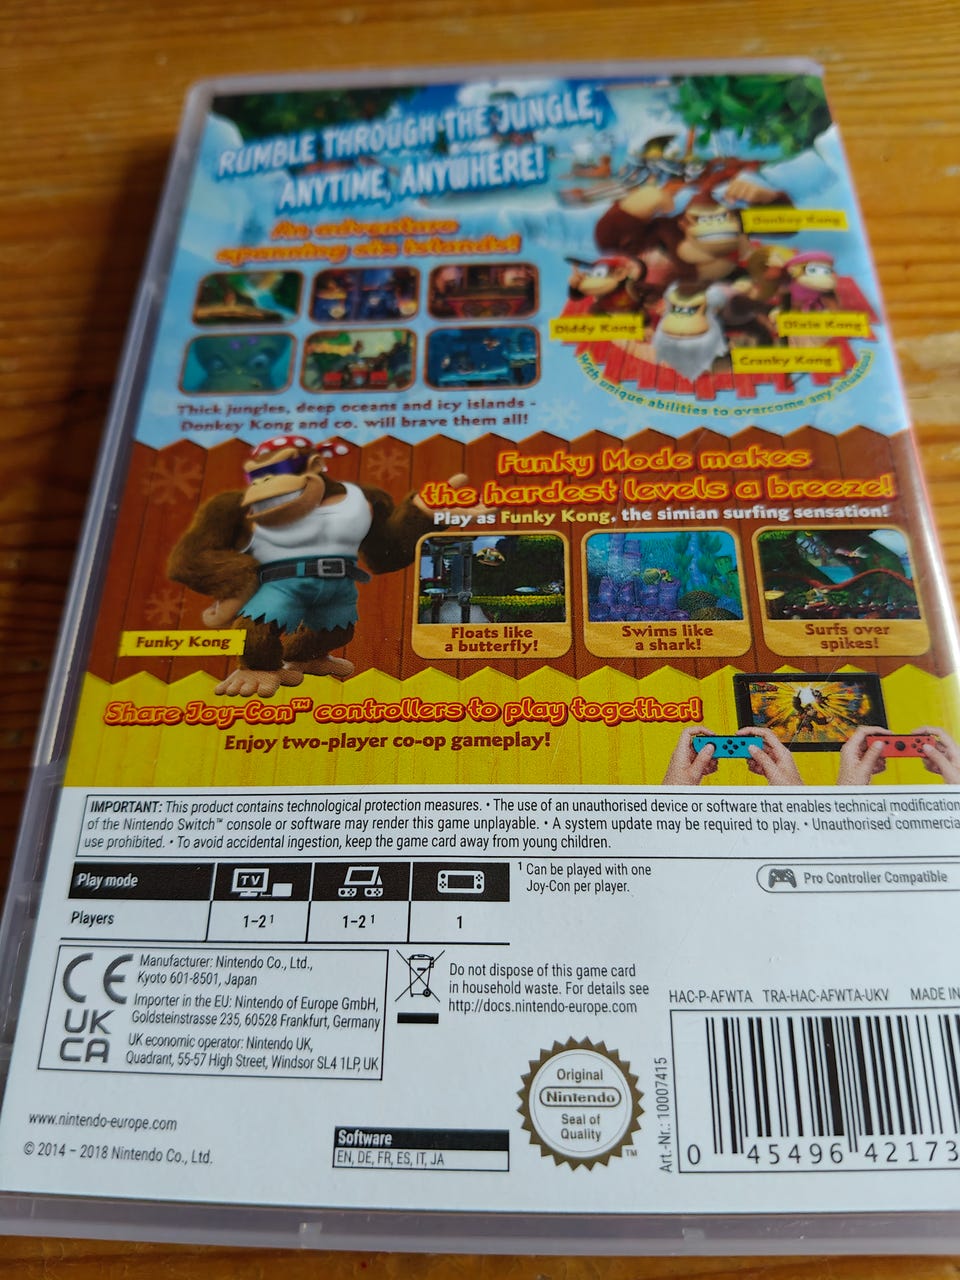 RUMBLE THROUGH THE JUNGLE,
ANYTIME, ANYWHERE!
An adventure
spanning six islands!
Donkey Kong
Diddy Kong
Dixie Kong
Cranky Kong
With unique abilities to overcome any situation!
Thick jungles, deep oceans and icy islands -
Donkey Kong and co. will brave them all!
Funky Mode makes
the hardest levels a breeze!
Play as Funky Kong, the simian surfing sensation!
Floats like
a butterfly!
Swims like
a shark!
Surfs over
spikes!
Funky Kong
Share Joy-Con™ controllers to play together!
Enjoy two-player co-op gameplay!
IMPORTANT: This product contains technological protection measures. • The use of an unauthorised device or software that enables technical modification
of the Nintendo Switch™ console or software may render this game unplayable. • A system update may be required to play. • Unauthorised commercia
use prohibited. • To avoid accidental ingestion, keep the game card away from young children.
Play mode
TV
Players
1-2¹
1-2¹
1
¹ Can be played with one
Joy-Con per player.
Pro Controller Compatible
CE
UK
CA
Manufacturer: Nintendo Co., Ltd.,
Kyoto 601-8501, Japan
Importer in the EU: Nintendo of Europe GmbH,
Goldsteinstrasse 235, 60528 Frankfurt, Germany
UK economic operator: Nintendo UK,
Quadrant, 55-57 High Street, Windsor SL4 1LP, UK
Do not dispose of this game card
in household waste. For details see
http://docs.nintendo-europe.com
HAC-P-AFWTA TRA-HAC-AFWTA-UKV MADE IN
www.nintendo-europe.com
© 2014 – 2018 Nintendo Co., Ltd.
Software
EN, DE, FR, ES, IT, JA
Original
Nintendo
Seal of
Quality
™
Art.-Nr.: 10007415
0 45496 42173